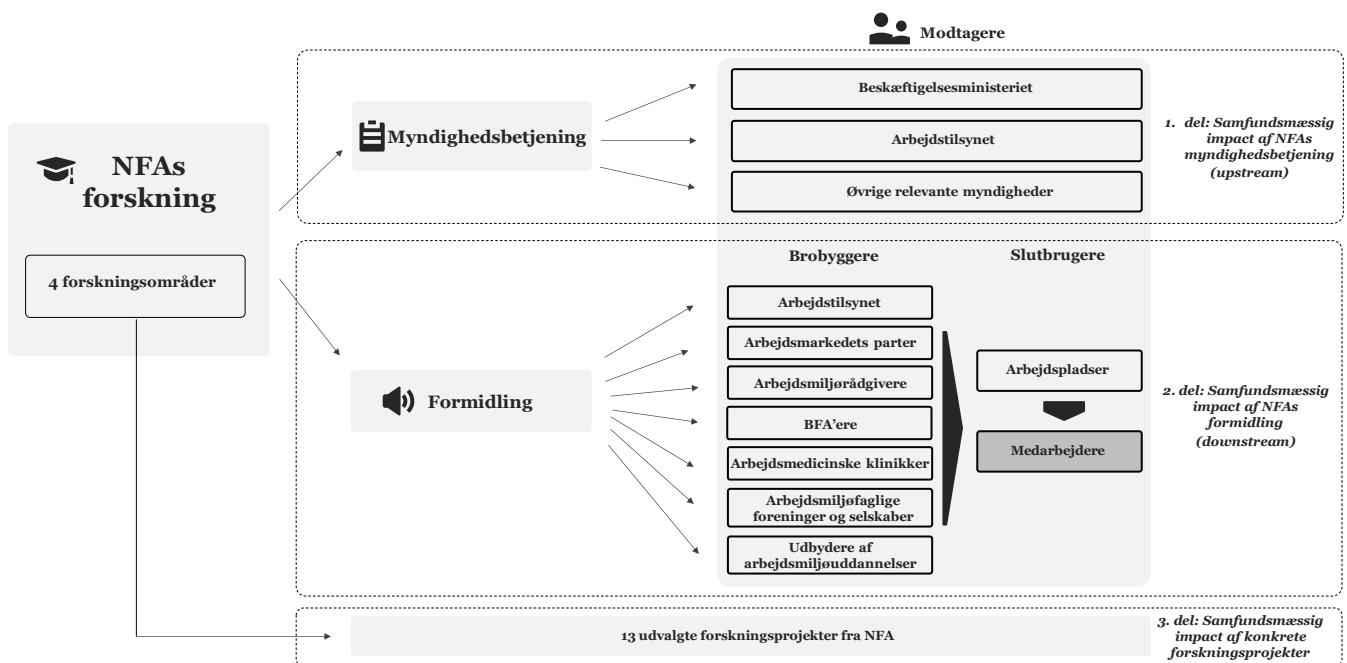 Modtagere
NFAs
forskning
4 forskningsområder
Myndighedsbetjening
Beskæftigelsesministeriet
Arbejdstilsynet
Øvrige relevante myndigheder
1. del: Samfundsmæssig
impact af NFAs
myndighedsbetjening
(upstream)
Formidling
Brobyggere
Arbejdstilsynet
Arbejdsmarkedets parter
Arbejdsmiljørådgivere
BFA’ere
Arbejdsmedicinske klinikker
Arbejdsmiljøfaglige
foreninger og selskaber
Udbydere af
arbejdsmiljøuddannelser
Slutbrugere
Arbejdspladser
Medarbejdere
2. del: Samfundsmæssig
impact af NFAs
formidling
(downstream)
13 udvalgte forskningsprojekter fra NFA
3. del: Samfundsmæssig
impact af konkrete
forskningsprojekter